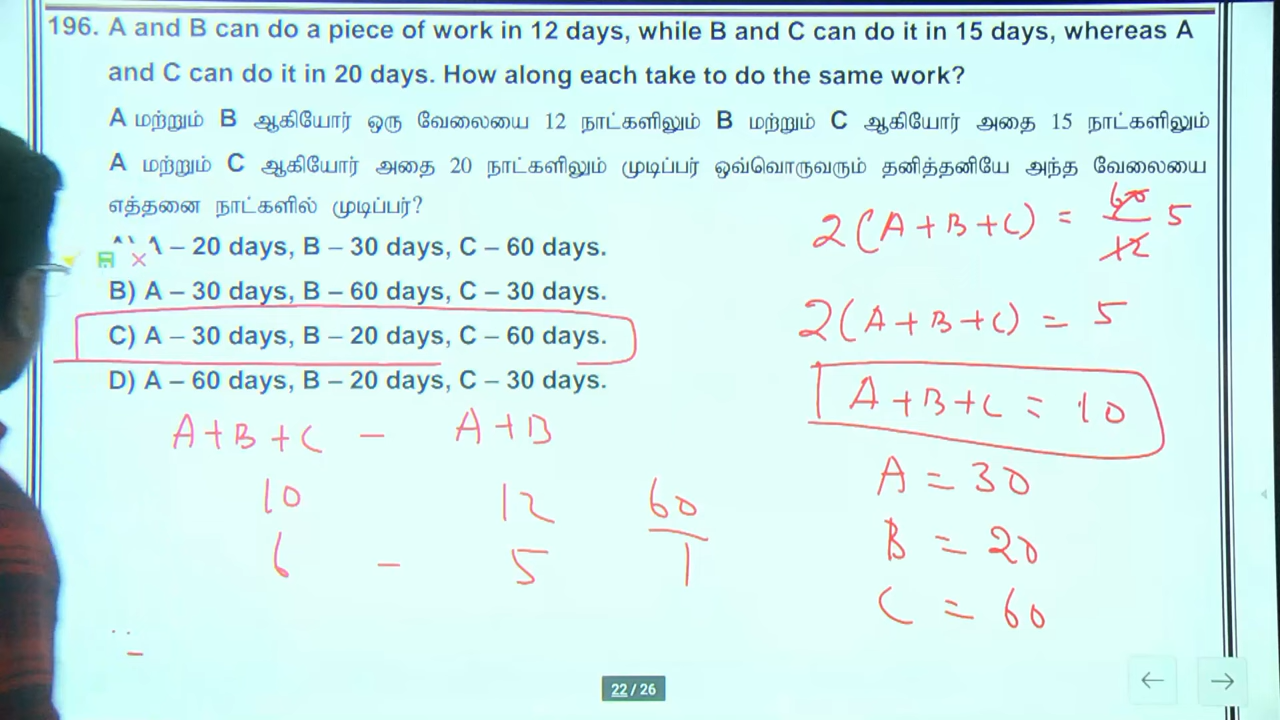 196. A and B can do a piece of work in 12 days, while B and C can do it in 15 days, whereas A
and C can do it in 20 days. How along each take to do the same work?
A மற்றும் B ஆகியோர் ஒரு வேலையை 12 நாட்களிலும் B மற்றும் C ஆகியோர் அதை 15 நாட்களிலும்
A மற்றும் C ஆகியோர் அதை 20 நாட்களிலும் முடிப்பர் ஒவ்வொருவரும் தனித்தனியே அந்த வேலையை
எத்தனை நாட்களில் முடிப்பர்?
A – 20 days, B – 30 days, C – 60 days.
B) A – 30 days, B – 60 days, C – 30 days.
C) A – 30 days, B – 20 days, C – 60 days.
D) A – 60 days, B – 20 days, C – 30 days.
A+B+C – A+B
10 12 60
6 – 5 1
2(A+B+C) = 60/12 5
2(A+B+C) = 5
A+B+C = 10
A = 30
B = 20
C = 60
22 / 26